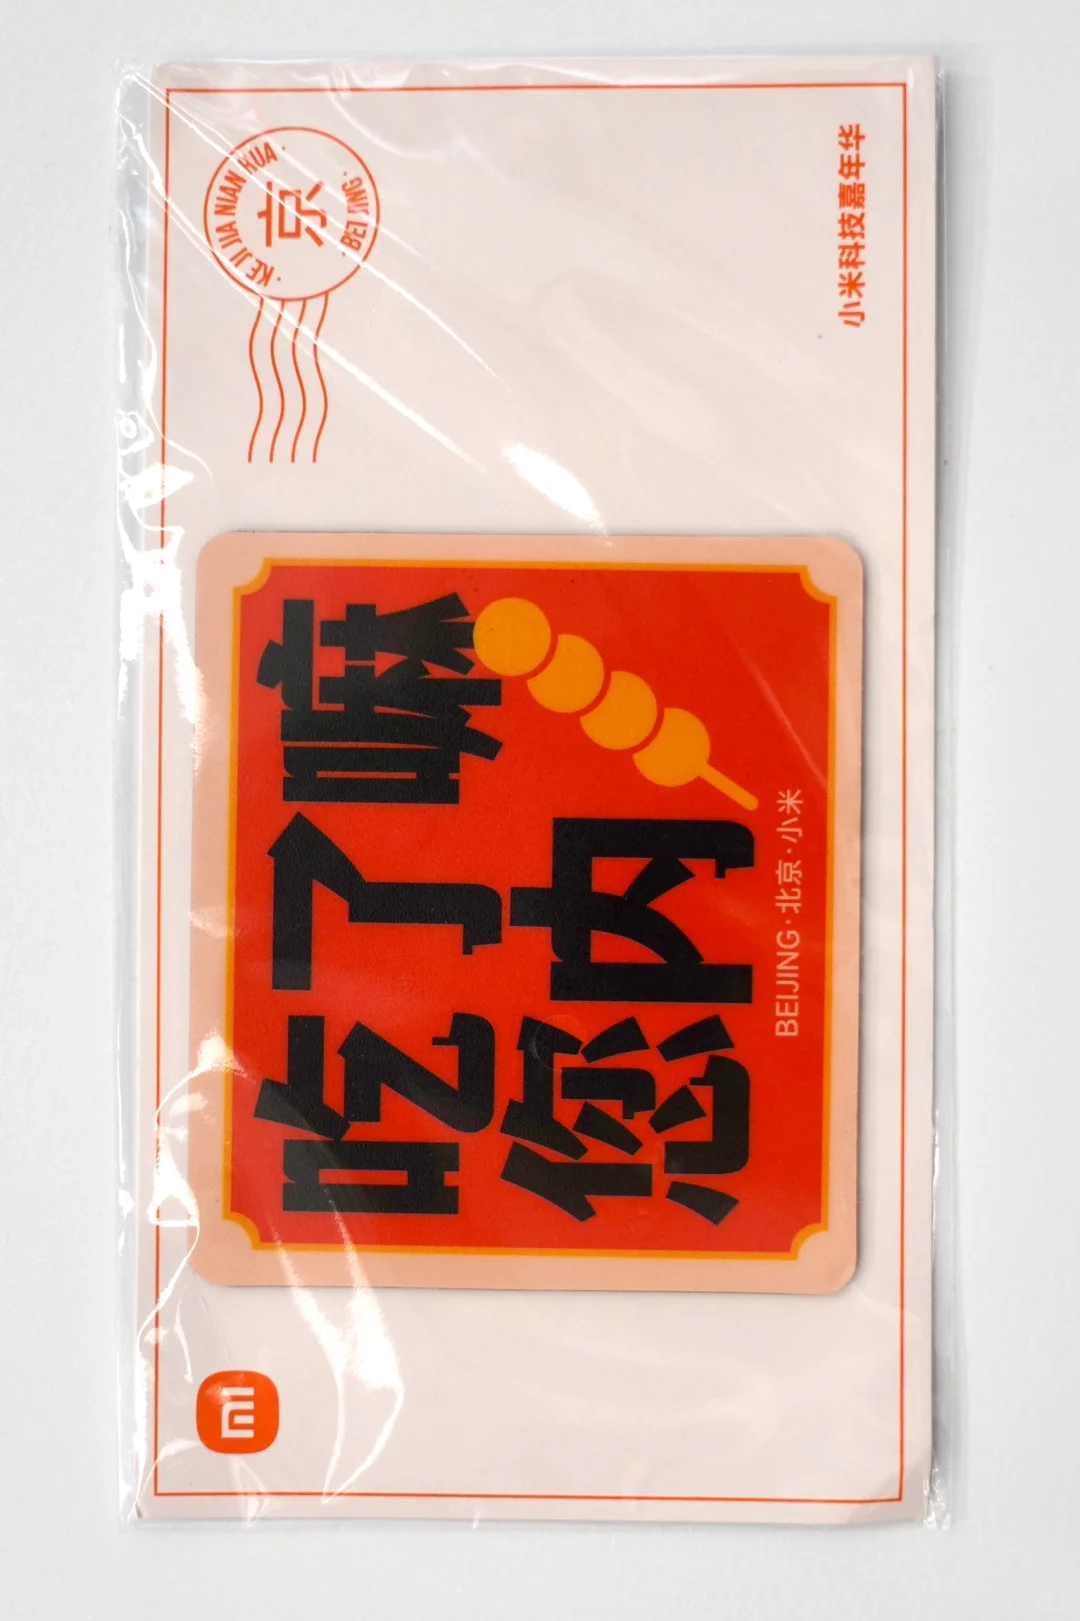 KE JI JIA NIAN HUA · BEI JING ·
京
吃了嘛
您内
BEIJING · 北京 · 小米
小米科技嘉年华